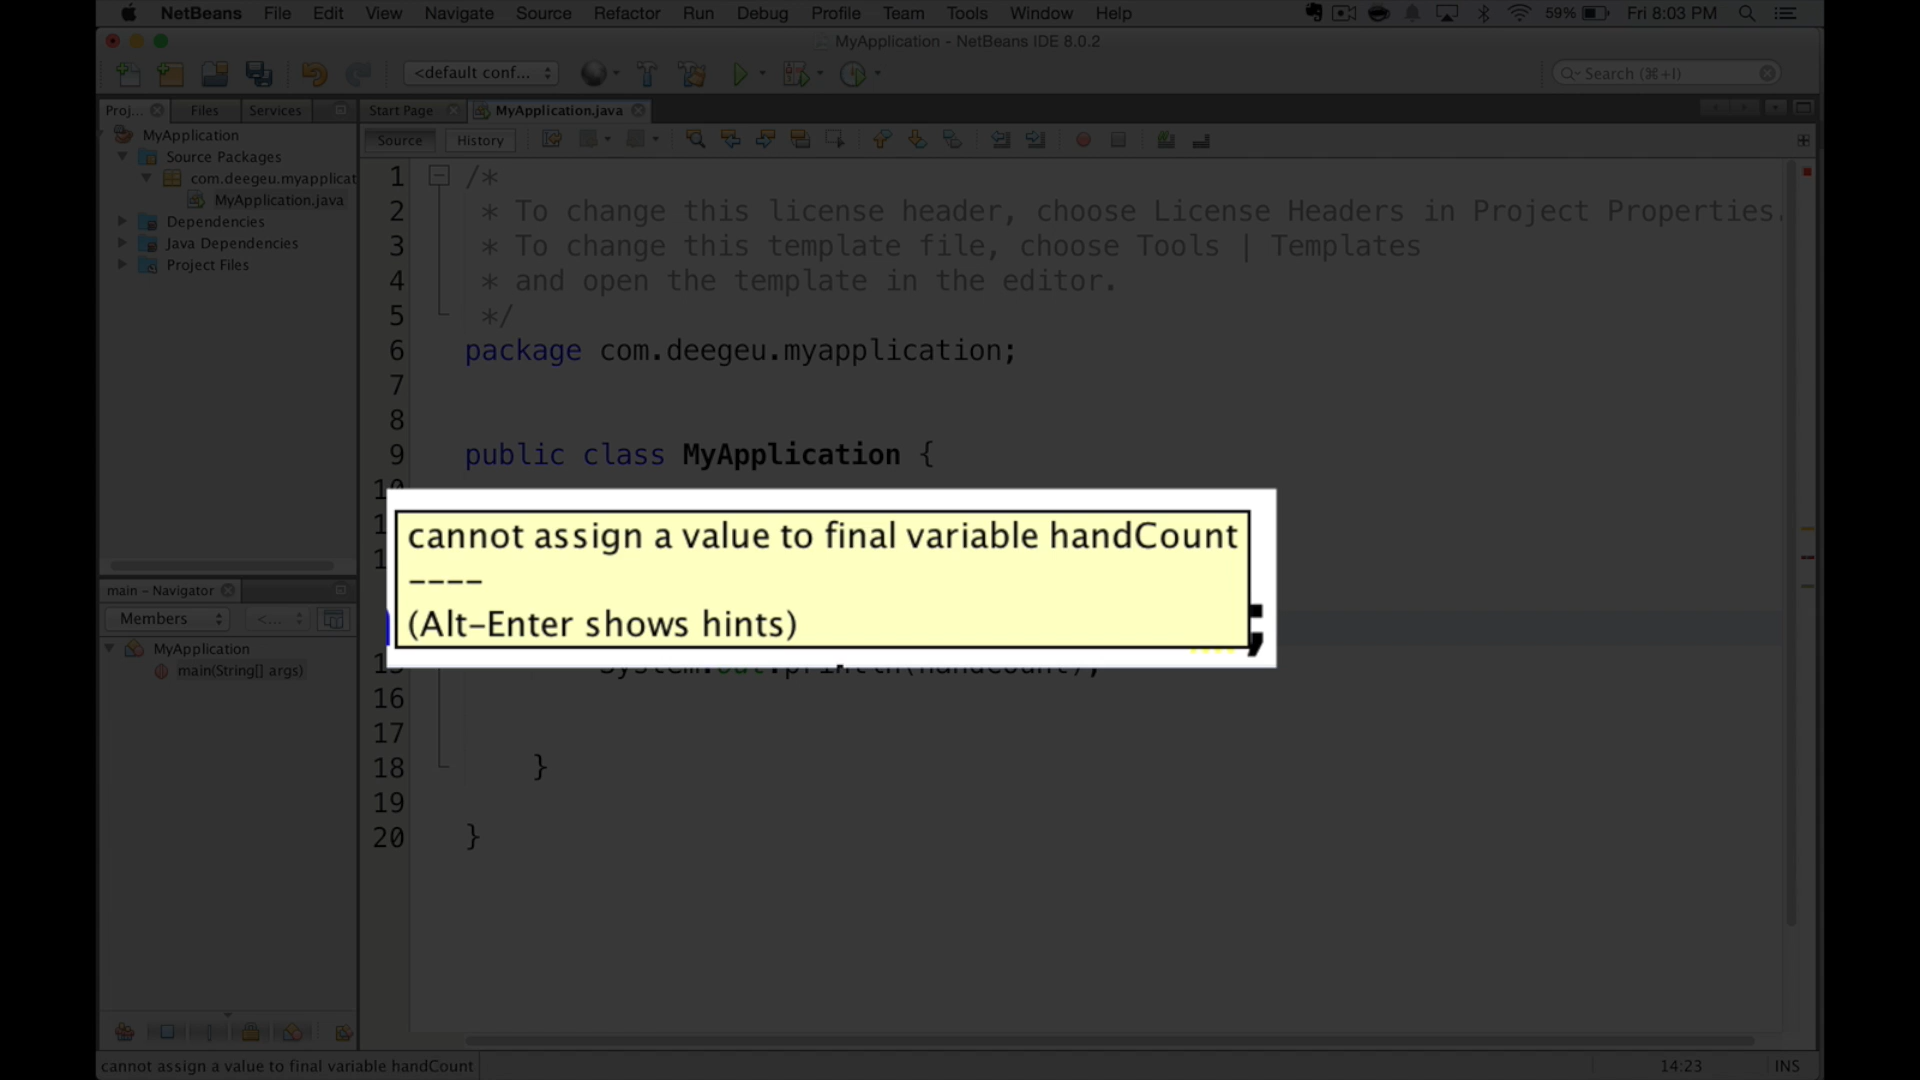 NetBeans File Edit View Navigate Source Refactor Run Debug Profile Team Tools Window Help 59% Fri 8:03 PM
MyApplication - NetBeans IDE 8.0.2
<default conf... Search (⌘+I)
Proj... Files Services Start Page MyApplication.java
Source History
MyApplication
Source Packages
com.deegeu.myapplicat
MyApplication.java
Dependencies
Java Dependencies
Project Files
1 /*
2 * To change this license header, choose License Headers in Project Properties.
3 * To change this template file, choose Tools | Templates
4 * and open the template in the editor.
5 */
6 package com.deegeu.myapplication;
7
8
9 public class MyApplication {
10
cannot assign a value to final variable handCount
----
(Alt-Enter shows hints)
;
15 System.out.println(handCount);
16
17
18 }
19
20 }
main - Navigator
Members <...
MyApplication
main(String[] args)
cannot assign a value to final variable handCount 14:23 INS